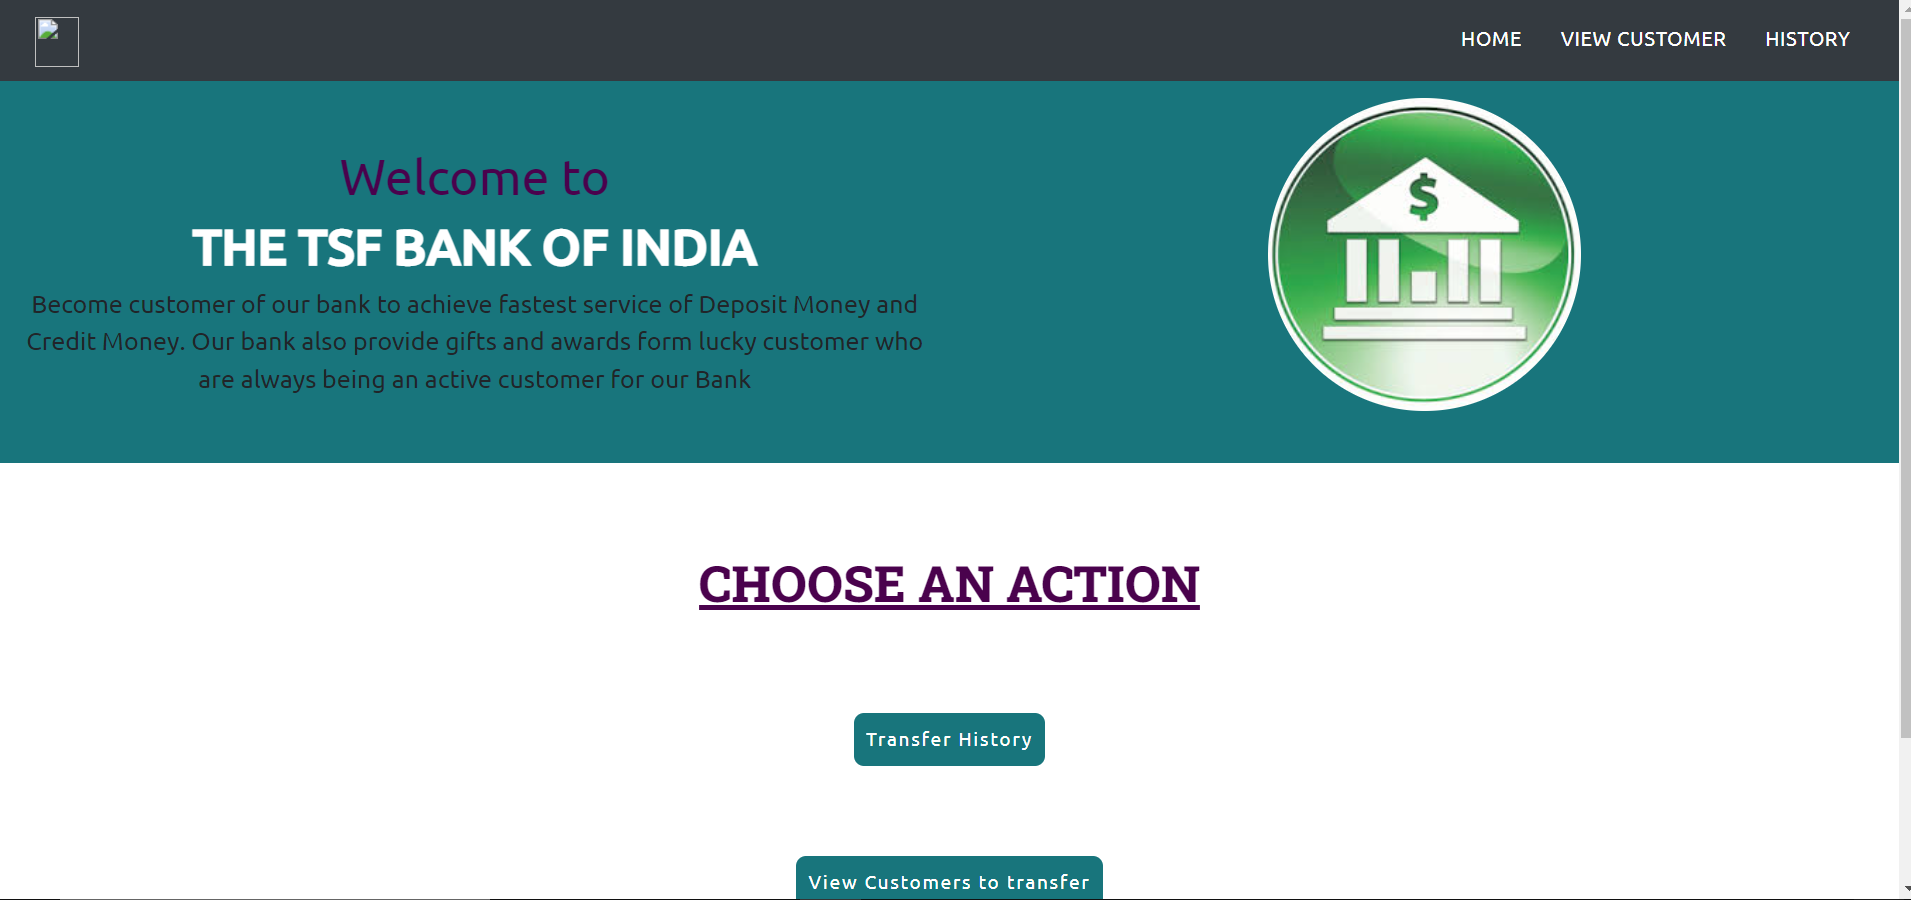 HOME VIEW CUSTOMER HISTORY
Welcome to
THE TSF BANK OF INDIA
Become customer of our bank to achieve fastest service of Deposit Money and
Credit Money. Our bank also provide gifts and awards form lucky customer who
are always being an active customer for our Bank
$
CHOOSE AN ACTION
Transfer History
View Customers to transfer